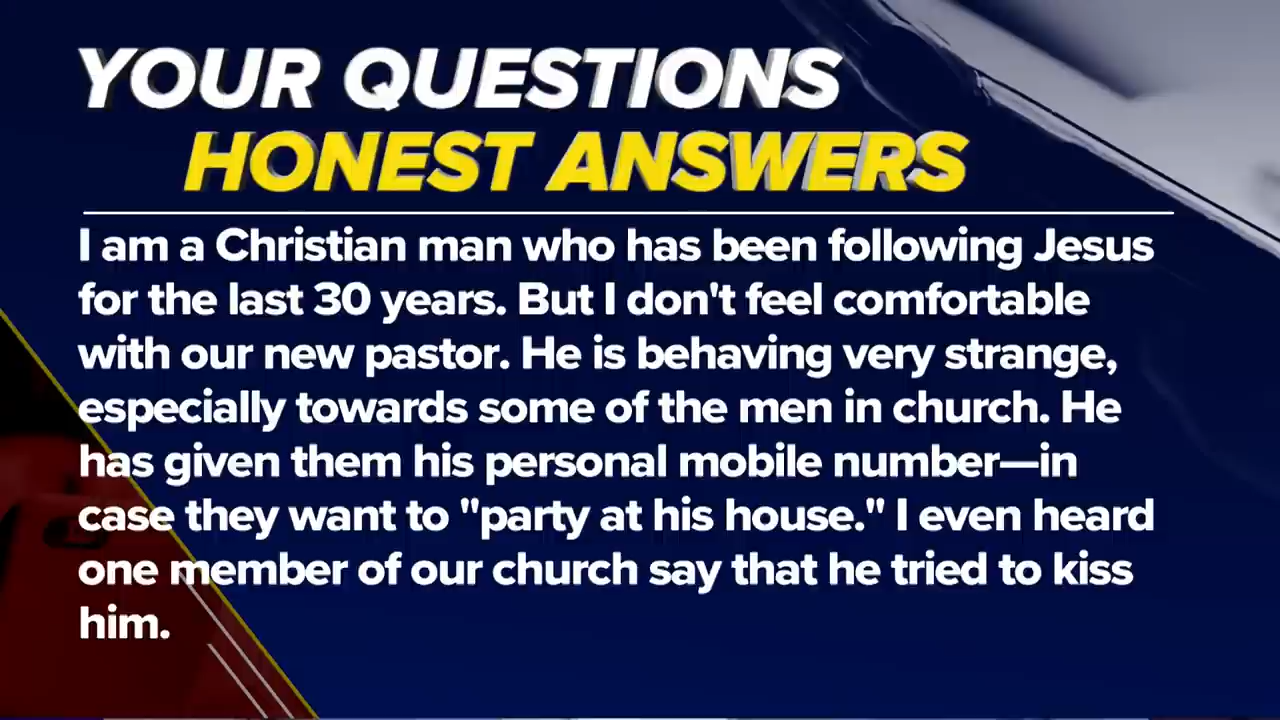 YOUR QUESTIONS
HONEST ANSWERS
I am a Christian man who has been following Jesus
for the last 30 years. But I don't feel comfortable
with our new pastor. He is behaving very strange,
especially towards some of the men in church. He
has given them his personal mobile number—in
case they want to "party at his house." I even heard
one member of our church say that he tried to kiss
him.